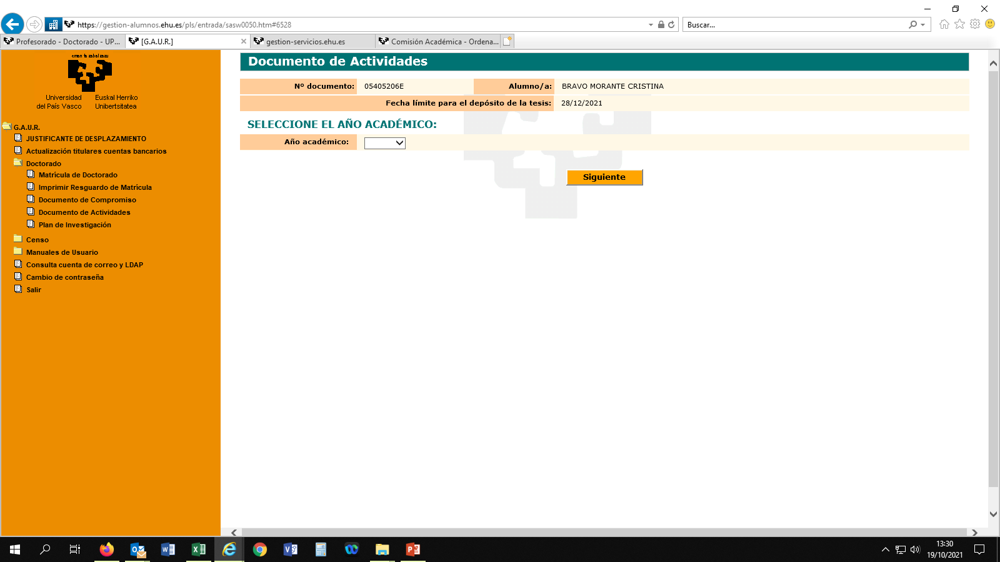 https://gestion-alumnos.ehu.es/pls/entrada/sasw0050.htm#6528
Buscar...
Profesorado - Doctorado - UP...
[G.A.U.R.]
gestion-servicios.ehu.es
Comisión Académica - Ordena...
eman ta zabal zazu
Universidad del País Vasco
Euskal Herriko Unibertsitatea
G.A.U.R.
JUSTIFICANTE DE DESPLAZAMIENTO
Actualización titulares cuentas bancarios
Doctorado
Matrícula de Doctorado
Imprimir Resguardo de Matrícula
Documento de Compromiso
Documento de Actividades
Plan de Investigación
Censo
Manuales de Usuario
Consulta cuenta de correo y LDAP
Cambio de contraseña
Salir
Documento de Actividades
Nº documento: 05405206E Alumno/a: BRAVO MORANTE CRISTINA
Fecha límite para el depósito de la tesis: 28/12/2021
SELECCIONE EL AÑO ACADÉMICO:
Año académico:
Siguiente
13:30
19/10/2021